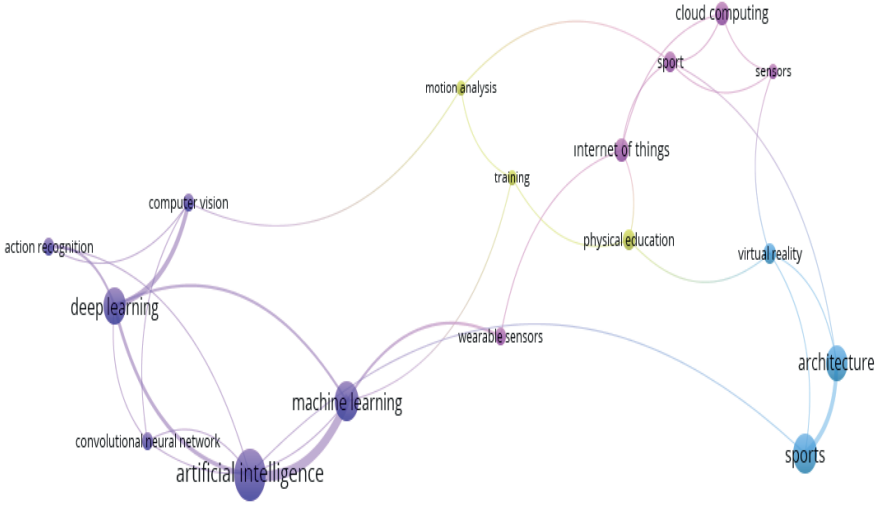 cloud computing
sport
sensors
motion analysis
ınternet of things
training
computer vision
physical education
action recognition
virtual reality
deep learning
wearable sensors
architecture
machine learning
convolutional neural network
sports
artificial intelligence